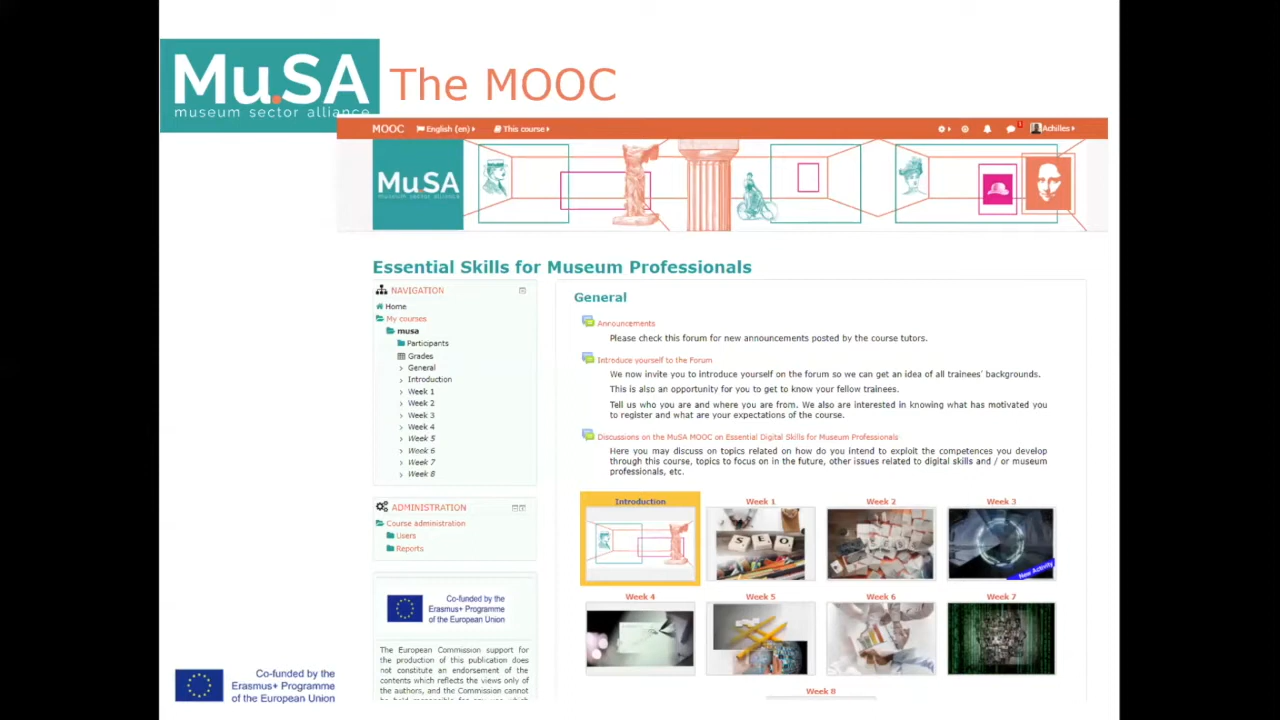 MuSA
museum sector alliance
The MOOC
MOOC English (en) This course Achilles
MuSA
museum sector alliance
Essential Skills for Museum Professionals
NAVIGATION
Home
My courses
musa
Participants
Grades
General
Introduction
Week 1
Week 2
Week 3
Week 4
Week 5
Week 6
Week 7
Week 8
ADMINISTRATION
Course administration
Users
Reports
Co-funded by the
Erasmus+ Programme
of the European Union
The European Commission support for
the production of this publication does
not constitute an endorsement of the
contents which reflects the views only of
the authors, and the Commission cannot
General
Announcements
Please check this forum for new announcements posted by the course tutors.
Introduce yourself to the Forum
We now invite you to introduce yourself on the forum so we can get an idea of all trainees' backgrounds.
This is also an opportunity for you to get to know your fellow trainees.
Tell us who you are and where you are from. We also are interested in knowing what has motivated you
to register and what are your expectations of the course.
Discussions on the MuSA MOOC on Essential Digital Skills for Museum Professionals
Here you may discuss on topics related on how do you intend to exploit the competences you develop
through this course, topics to focus on in the future, other issues related to digital skills and / or museum
professionals, etc.
Introduction
Week 1
Week 2
Week 3
SEO
New Activity
Week 4
Week 5
Week 6
Week 7
Week 8
Co-funded by the
Erasmus+ Programme
of the European Union